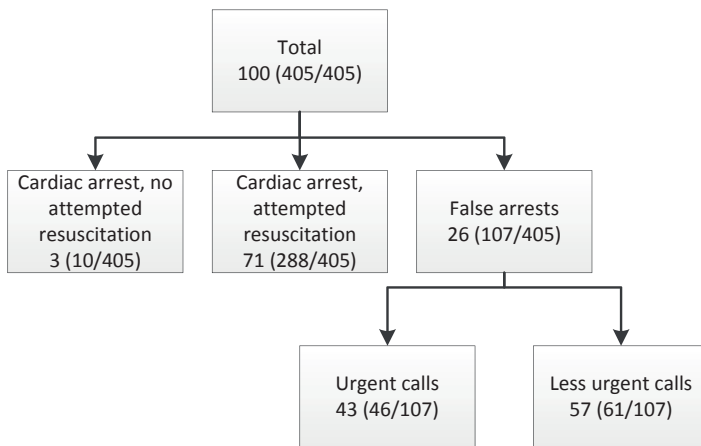 Total
100 (405/405)
Cardiac arrest, no
attempted
resuscitation
3 (10/405)
Cardiac arrest,
attempted
resuscitation
71 (288/405)
False arrests
26 (107/405)
Urgent calls
43 (46/107)
Less urgent calls
57 (61/107)